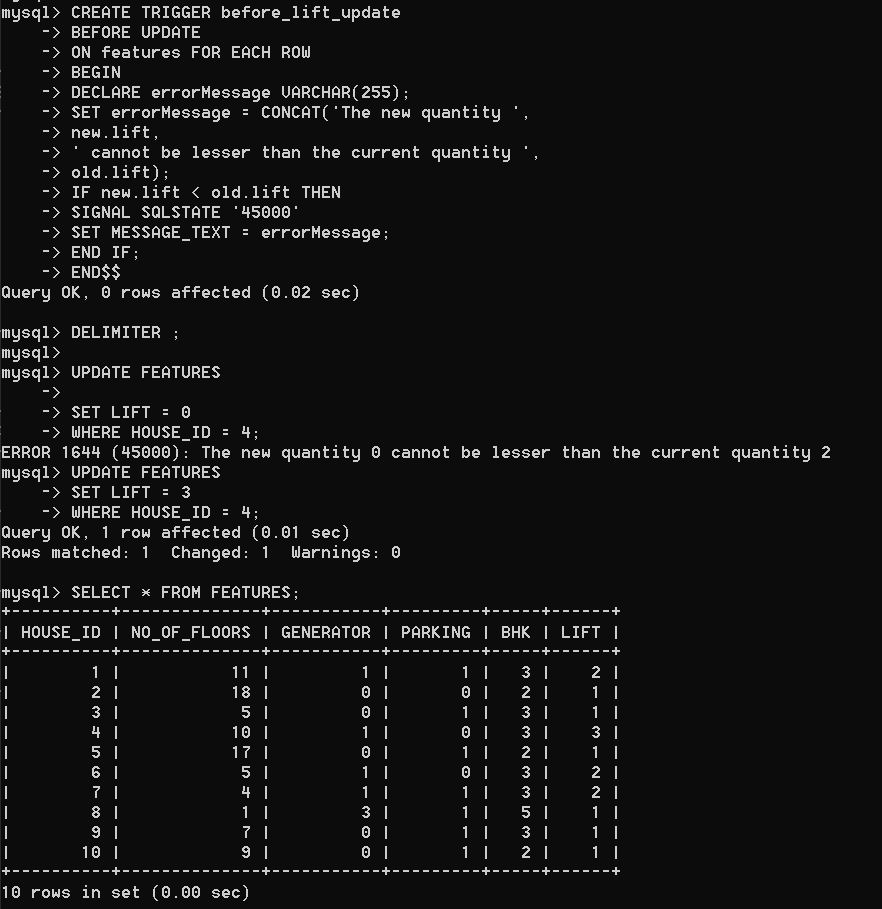 mysql> CREATE TRIGGER before_lift_update
    -> BEFORE UPDATE
    -> ON features FOR EACH ROW
    -> BEGIN
    -> DECLARE errorMessage VARCHAR(255);
    -> SET errorMessage = CONCAT('The new quantity ',
    -> new.lift,
    -> ' cannot be lesser than the current quantity ',
    -> old.lift);
    -> IF new.lift < old.lift THEN
    -> SIGNAL SQLSTATE '45000'
    -> SET MESSAGE_TEXT = errorMessage;
    -> END IF;
    -> END$$
Query OK, 0 rows affected (0.02 sec)

mysql> DELIMITER ;
mysql>
mysql> UPDATE FEATURES
    ->
    -> SET LIFT = 0
    -> WHERE HOUSE_ID = 4;
ERROR 1644 (45000): The new quantity 0 cannot be lesser than the current quantity 2
mysql> UPDATE FEATURES
    -> SET LIFT = 3
    -> WHERE HOUSE_ID = 4;
Query OK, 1 row affected (0.01 sec)
Rows matched: 1  Changed: 1  Warnings: 0

mysql> SELECT * FROM FEATURES;
+----------+--------------+-----------+---------+-----+------+
| HOUSE_ID | NO_OF_FLOORS | GENERATOR | PARKING | BHK | LIFT |
+----------+--------------+-----------+---------+-----+------+
|        1 |           11 |         1 |       1 |   3 |    2 |
|        2 |           18 |         0 |       0 |   2 |    1 |
|        3 |            5 |         0 |       1 |   3 |    1 |
|        4 |           10 |         1 |       0 |   3 |    3 |
|        5 |           17 |         0 |       1 |   2 |    1 |
|        6 |            5 |         1 |       0 |   3 |    2 |
|        7 |            4 |         1 |       1 |   3 |    2 |
|        8 |            1 |         3 |       1 |   5 |    1 |
|        9 |            7 |         0 |       1 |   3 |    1 |
|       10 |            9 |         0 |       1 |   2 |    1 |
+----------+--------------+-----------+---------+-----+------+
10 rows in set (0.00 sec)